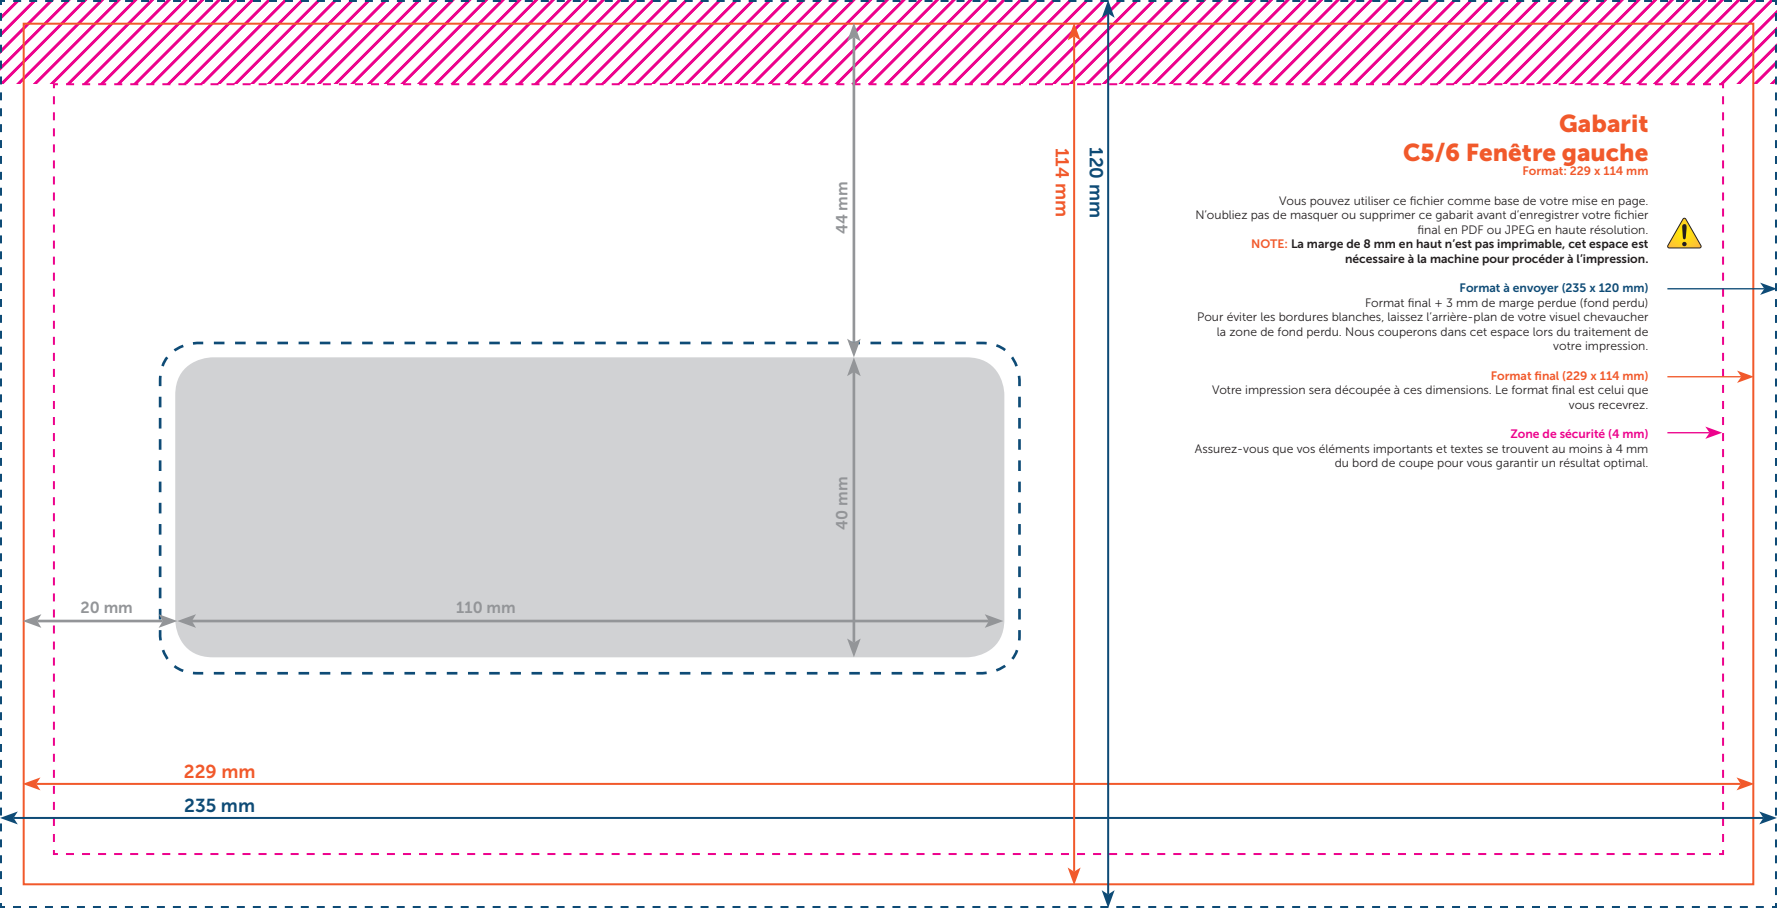 Gabarit
C5/6 Fenêtre gauche
Format: 229 x 114 mm
Vous pouvez utiliser ce fichier comme base de votre mise en page.
N’oubliez pas de masquer ou supprimer ce gabarit avant d’enregistrer votre fichier
final en PDF ou JPEG en haute résolution.
NOTE: La marge de 8 mm en haut n’est pas imprimable, cet espace est
nécessaire à la machine pour procéder à l’impression.
Format à envoyer (235 x 120 mm)
Format final + 3 mm de marge perdue (fond perdu)
Pour éviter les bordures blanches, laissez l’arrière-plan de votre visuel chevaucher
la zone de fond perdu. Nous couperons dans cet espace lors du traitement de
votre impression.
Format final (229 x 114 mm)
Votre impression sera découpée à ces dimensions. Le format final est celui que
vous recevrez.
Zone de sécurité (4 mm)
Assurez-vous que vos éléments importants et textes se trouvent au moins à 4 mm
du bord de coupe pour vous garantir un résultat optimal.
44 mm
114 mm
120 mm
40 mm
20 mm
110 mm
229 mm
235 mm